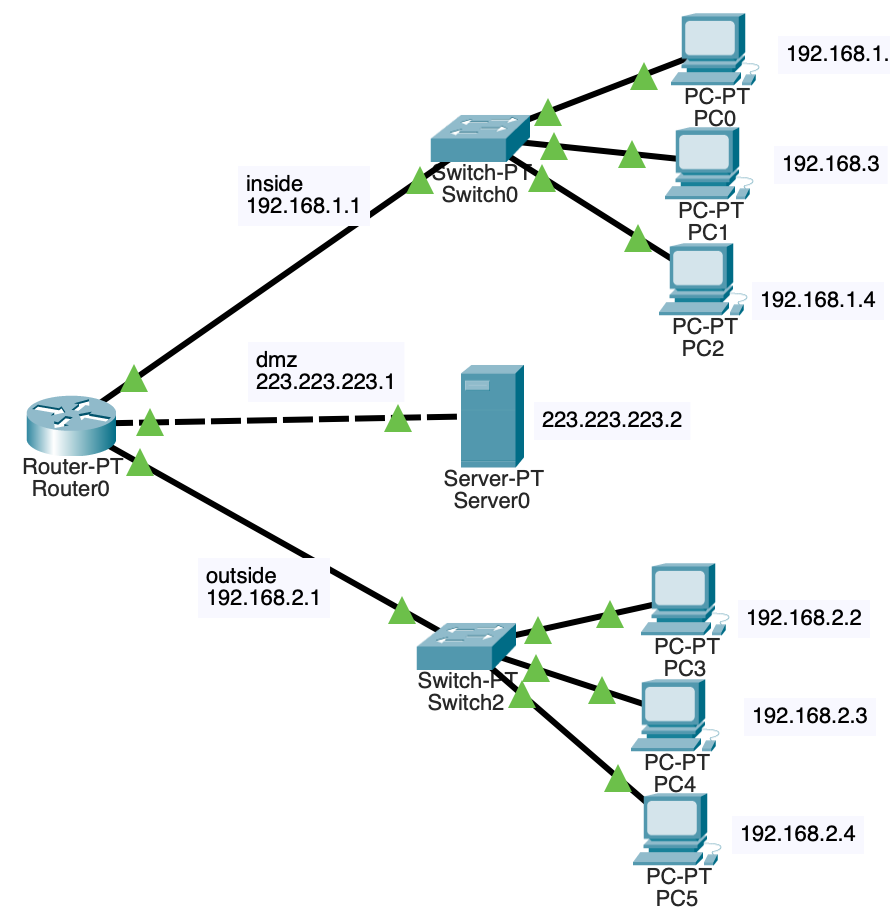 192.168.1.
PC-PT
PC0
Switch-PT
Switch0
192.168.3
PC-PT
PC1
inside
192.168.1.1
192.168.1.4
PC-PT
PC2
dmz
223.223.223.1
223.223.223.2
Router-PT
Router0
Server-PT
Server0
outside
192.168.2.1
192.168.2.2
PC-PT
PC3
Switch-PT
Switch2
192.168.2.3
PC-PT
PC4
192.168.2.4
PC-PT
PC5